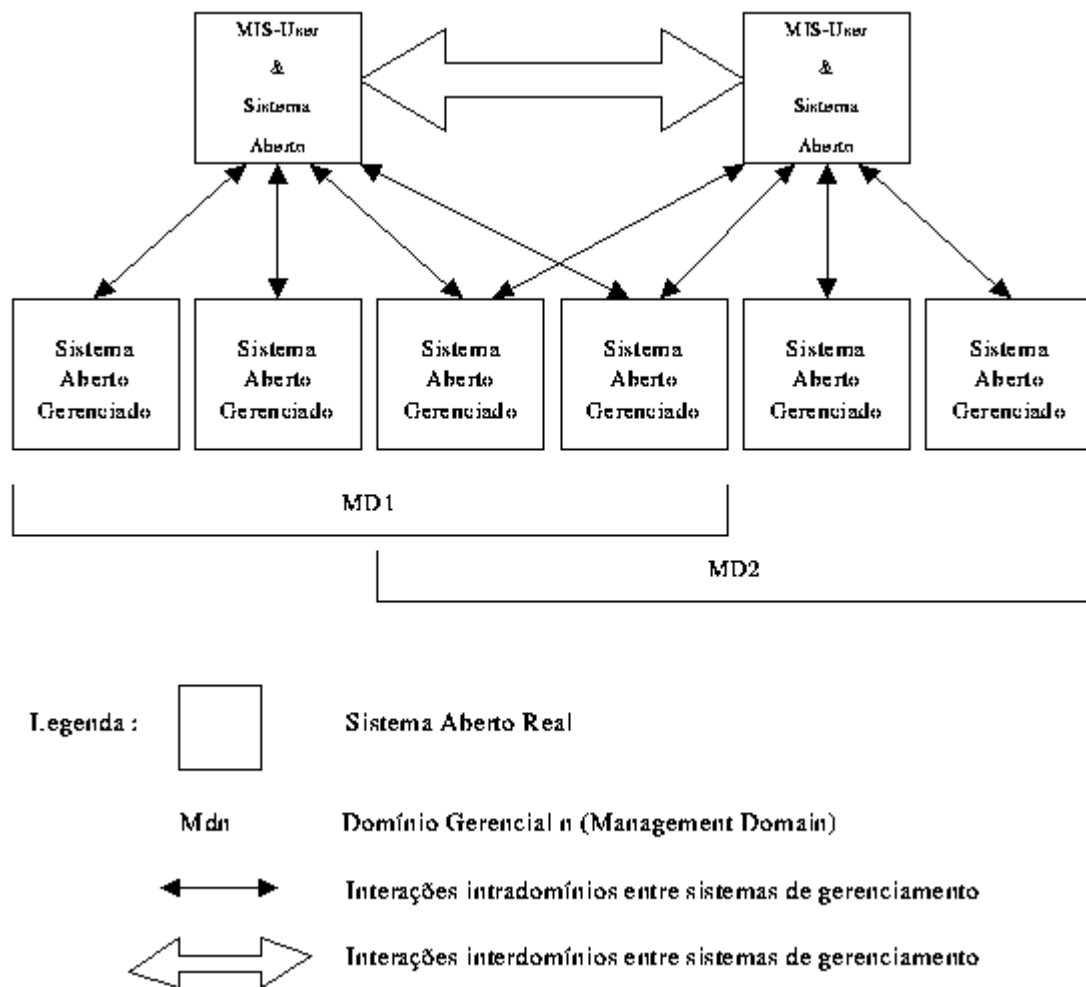 MIS-User
&
Sistema
Aberto
MIS-User
&
Sistema
Aberto
Sistema
Aberto
Gerenciado
Sistema
Aberto
Gerenciado
Sistema
Aberto
Gerenciado
Sistema
Aberto
Gerenciado
Sistema
Aberto
Gerenciado
Sistema
Aberto
Gerenciado
MD1
MD2
Legenda :
Sistema Aberto Real
Mdn
Domínio Gerencial n (Management Domain)
Interações intradomínios entre sistemas de gerenciamento
Interações interdomínios entre sistemas de gerenciamento